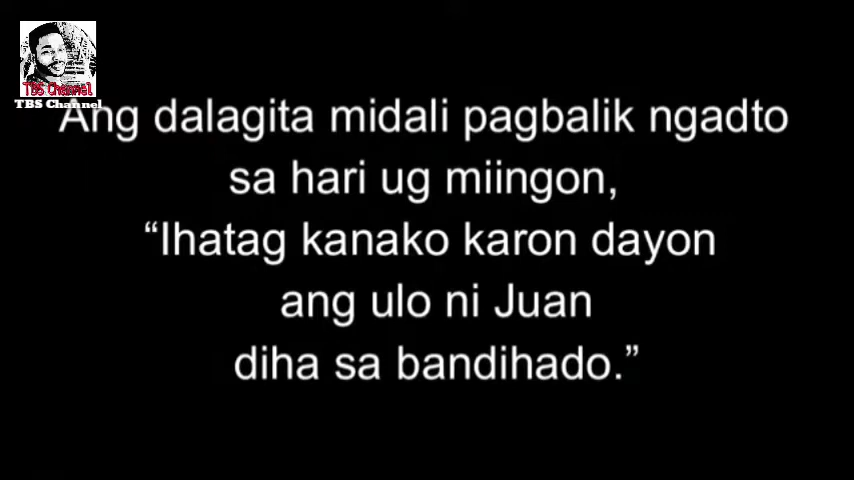 TBS Channel
TBS Channel
Ang dalagita midali pagbalik ngadto
sa hari ug miingon,
“Ihatag kanako karon dayon
ang ulo ni Juan
diha sa bandihado.”